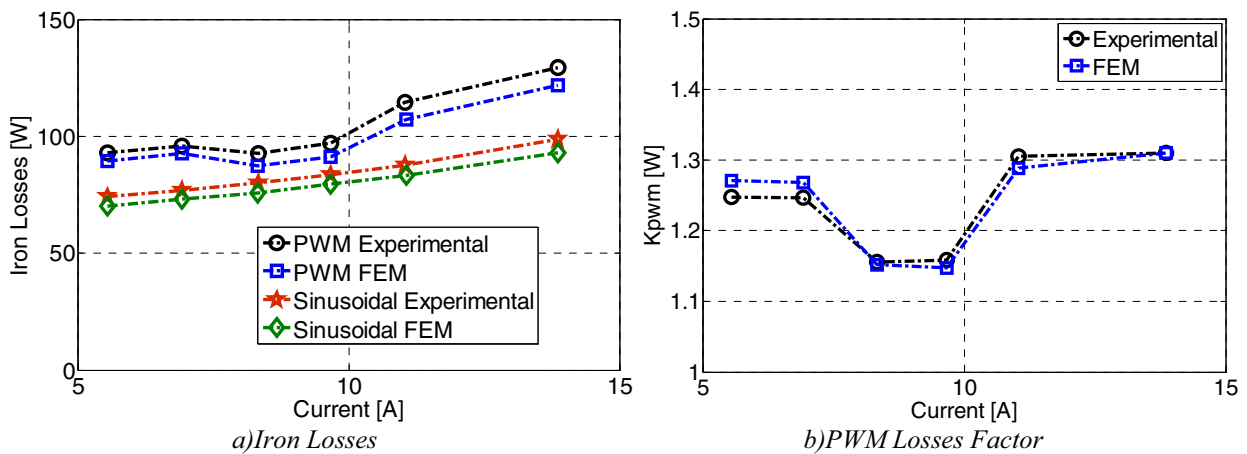 150
100
50
0
Iron Losses [W]
PWM Experimental
PWM FEM
Sinusoidal Experimental
Sinusoidal FEM
5
10
15
Current [A]
a)Iron Losses
1.5
1.4
1.3
1.2
1.1
1
Kpwm [W]
Experimental
FEM
5
10
15
Current [A]
b)PWM Losses Factor